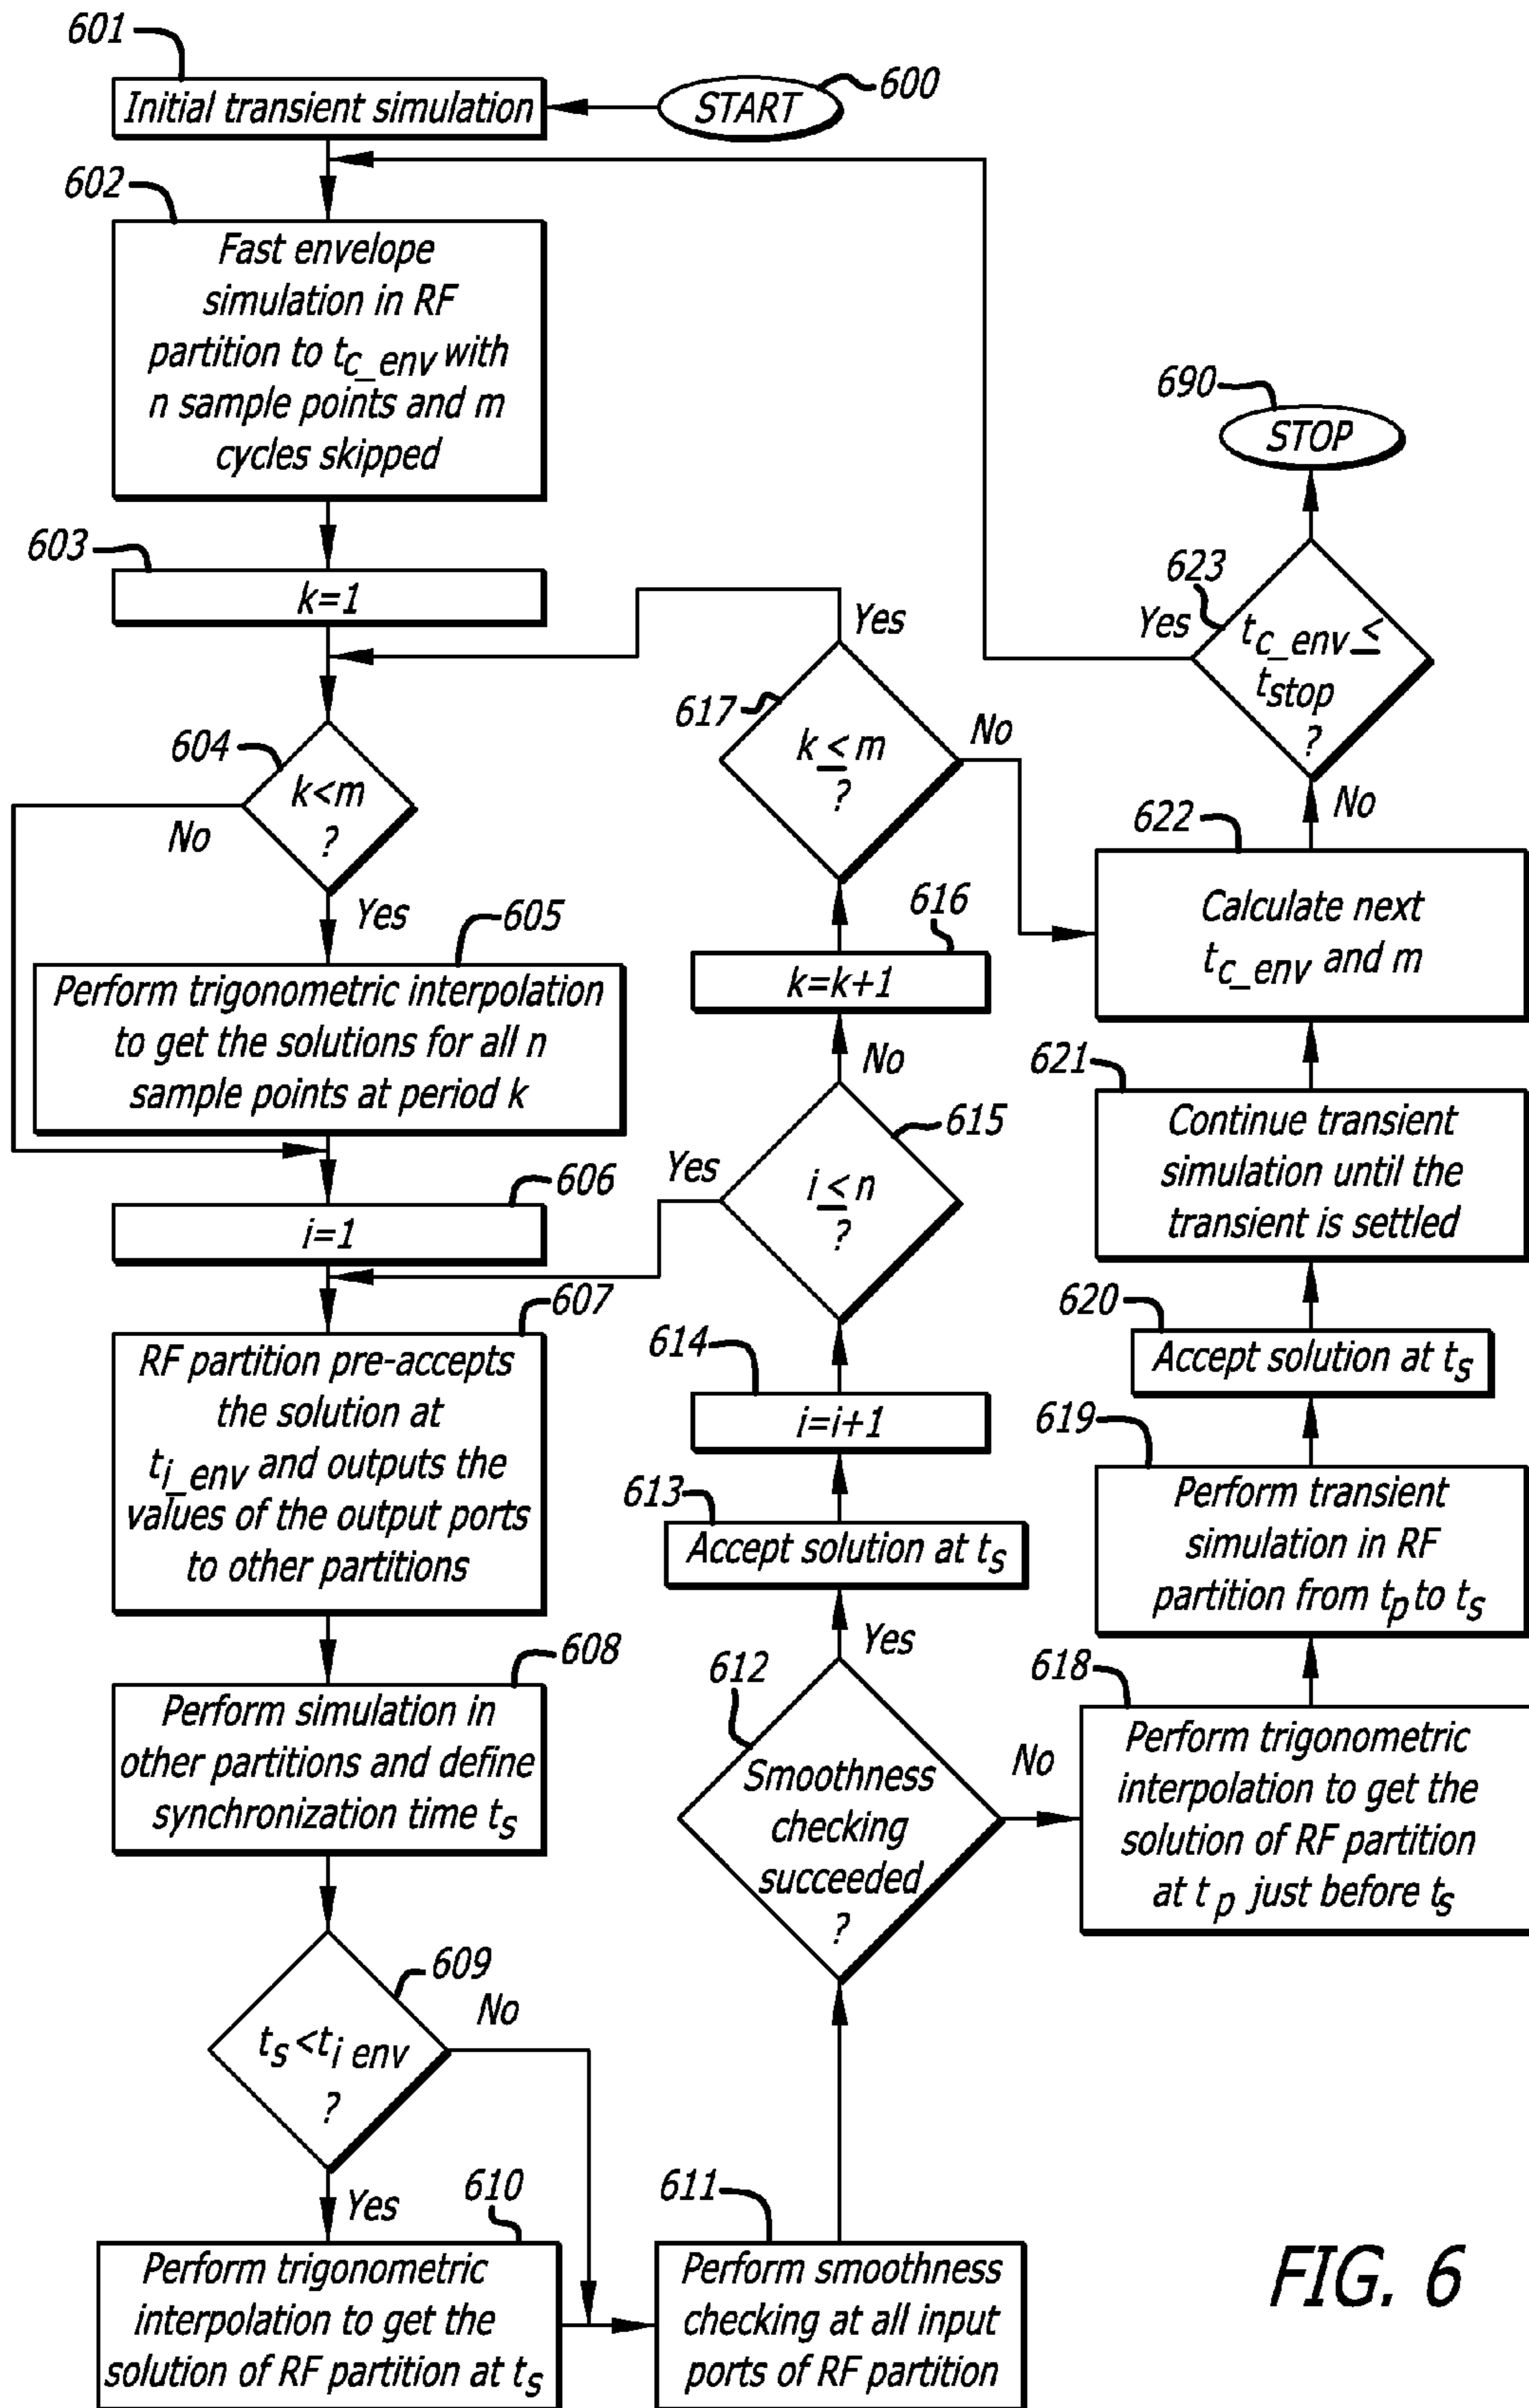 601
Initial transient simulation
START
600
602
Fast envelope
simulation in RF
partition to tc_env with
n sample points and m
cycles skipped
603
k=1
604
k<m
?
No
Yes
605
Perform trigonometric interpolation
to get the solutions for all n
sample points at period k
606
i=1
607
RF partition pre-accepts
the solution at
ti_env and outputs the
values of the output ports
to other partitions
608
Perform simulation in
other partitions and define
synchronization time ts
609
ts<ti env
?
No
Yes
610
Perform trigonometric
interpolation to get the
solution of RF partition at ts
611
Perform smoothness
checking at all input
ports of RF partition
612
Smoothness
checking
succeeded
?
Yes
No
613
Accept solution at ts
614
i=i+1
615
i≤n
?
Yes
No
616
k=k+1
617
k≤m
?
Yes
No
618
Perform trigonometric
interpolation to get the
solution of RF partition
at tp just before ts
619
Perform transient
simulation in RF
partition from tp to ts
620
Accept solution at ts
621
Continue transient
simulation until the
transient is settled
622
Calculate next
tc_env and m
No
623
tc_env≤
tstop
?
Yes
690
STOP
FIG. 6